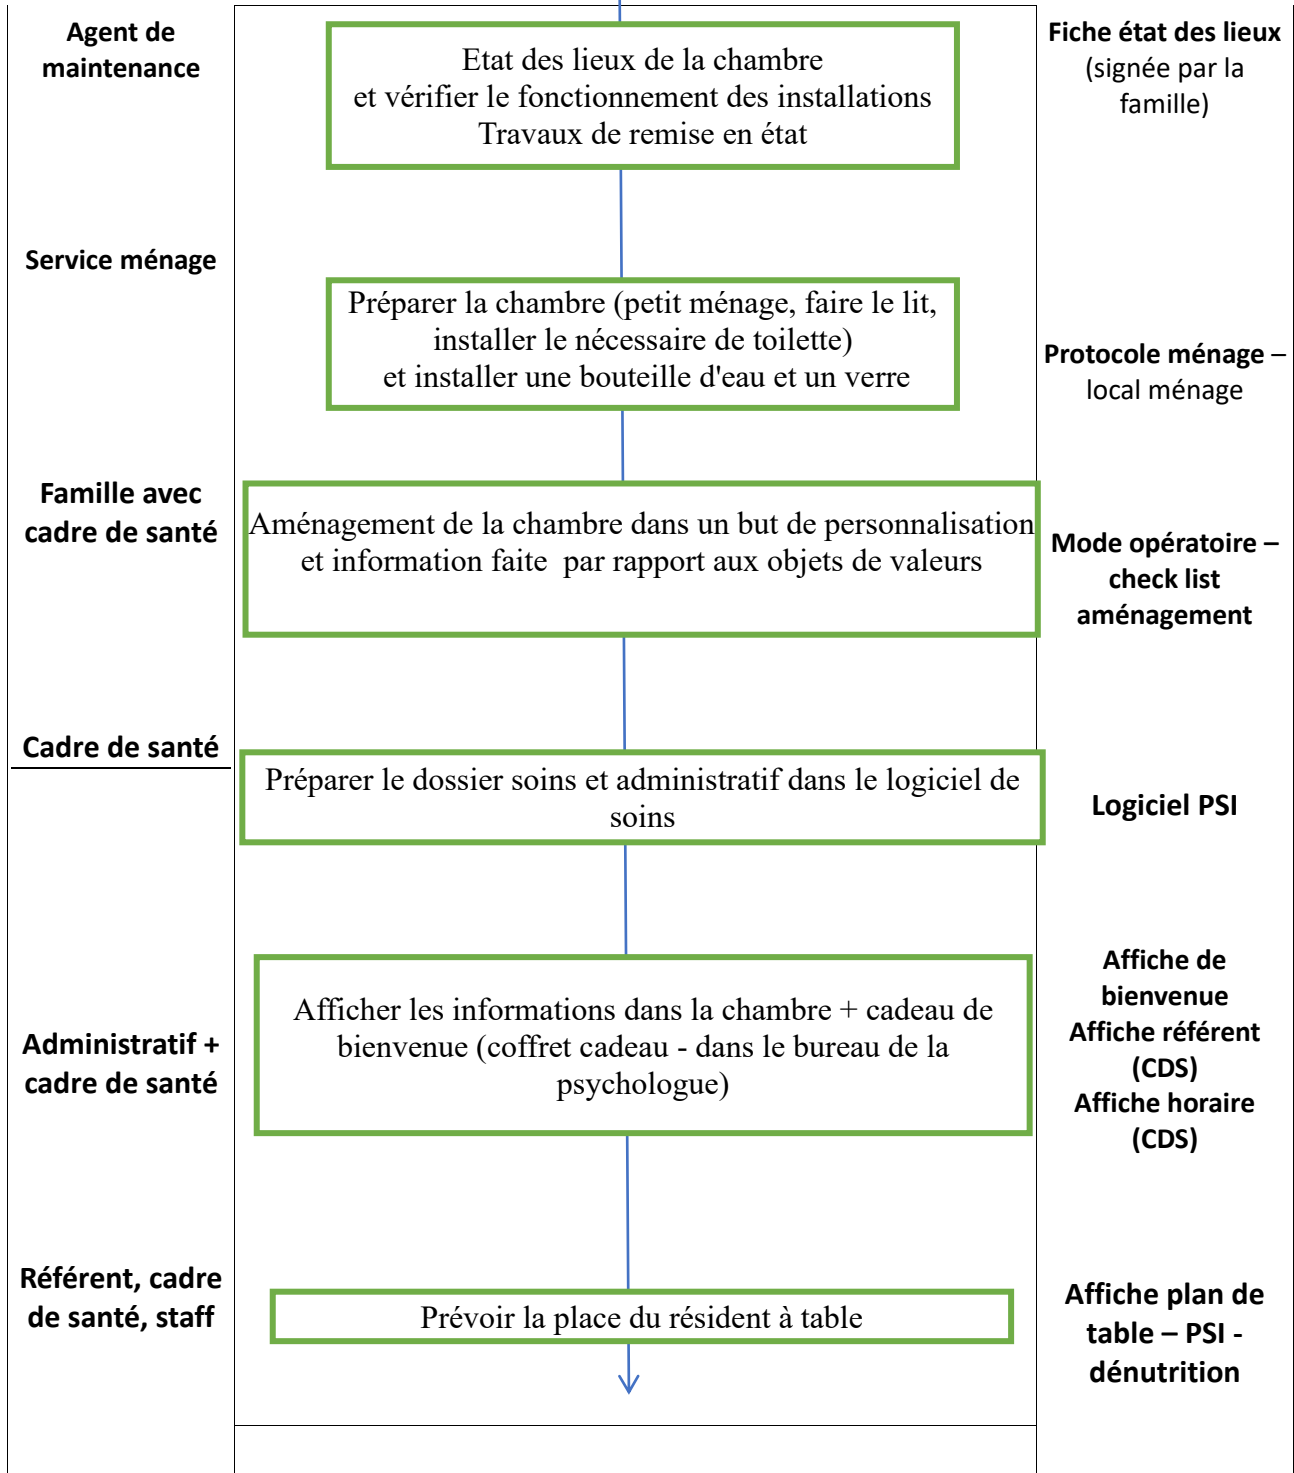 Agent de
maintenance
Etat des lieux de la chambre
et vérifier le fonctionnement des installations
Travaux de remise en état
Fiche état des lieux
(signée par la
famille)
Service ménage
Préparer la chambre (petit ménage, faire le lit,
installer le nécessaire de toilette)
et installer une bouteille d'eau et un verre
Protocole ménage –
local ménage
Famille avec
cadre de santé
Aménagement de la chambre dans un but de personnalisation
et information faite  par rapport aux objets de valeurs
Mode opératoire –
check list
aménagement
Cadre de santé
Préparer le dossier soins et administratif dans le logiciel de
soins
Logiciel PSI
Administratif +
cadre de santé
Afficher les informations dans la chambre + cadeau de
bienvenue (coffret cadeau - dans le bureau de la
psychologue)
Affiche de
bienvenue
Affiche référent
(CDS)
Affiche horaire
(CDS)
Référent, cadre
de santé, staff
Prévoir la place du résident à table
Affiche plan de
table – PSI -
dénutrition